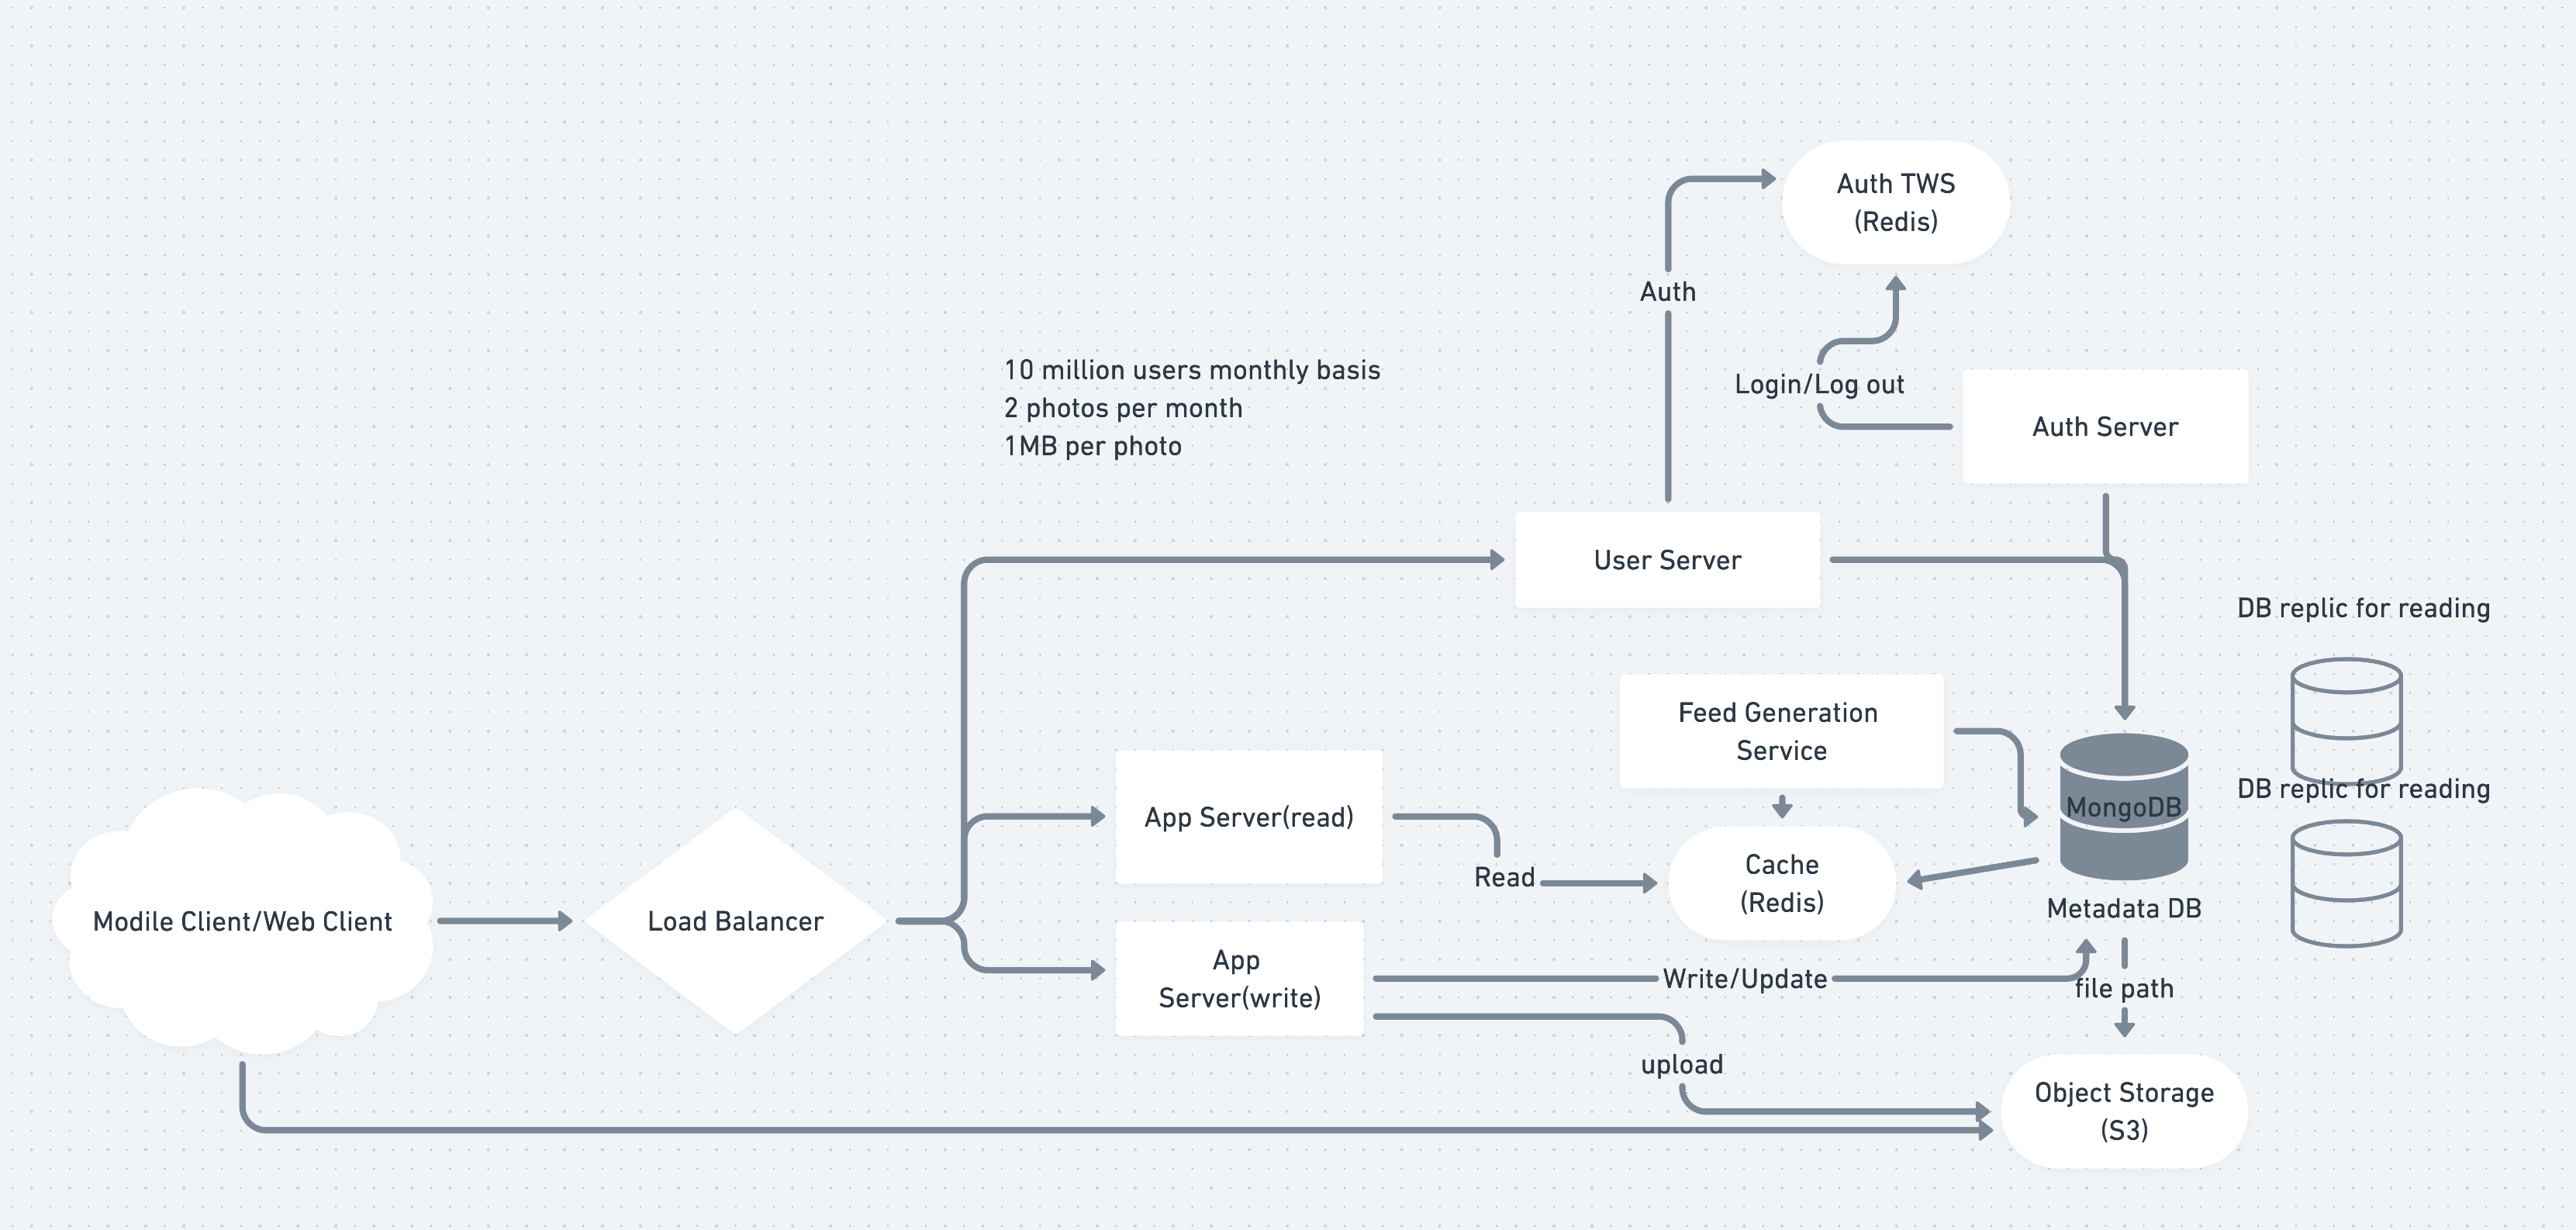 Auth TWS
(Redis)
Auth
10 million users monthly basis
2 photos per month
1MB per photo
Login/Log out
Auth Server
User Server
DB replic for reading
Feed Generation
Service
DB replic for reading
MongoDB
App Server(read)
Read
Cache
(Redis)
Metadata DB
Modile Client/Web Client
Load Balancer
App
Server(write)
Write/Update
file path
upload
Object Storage
(S3)